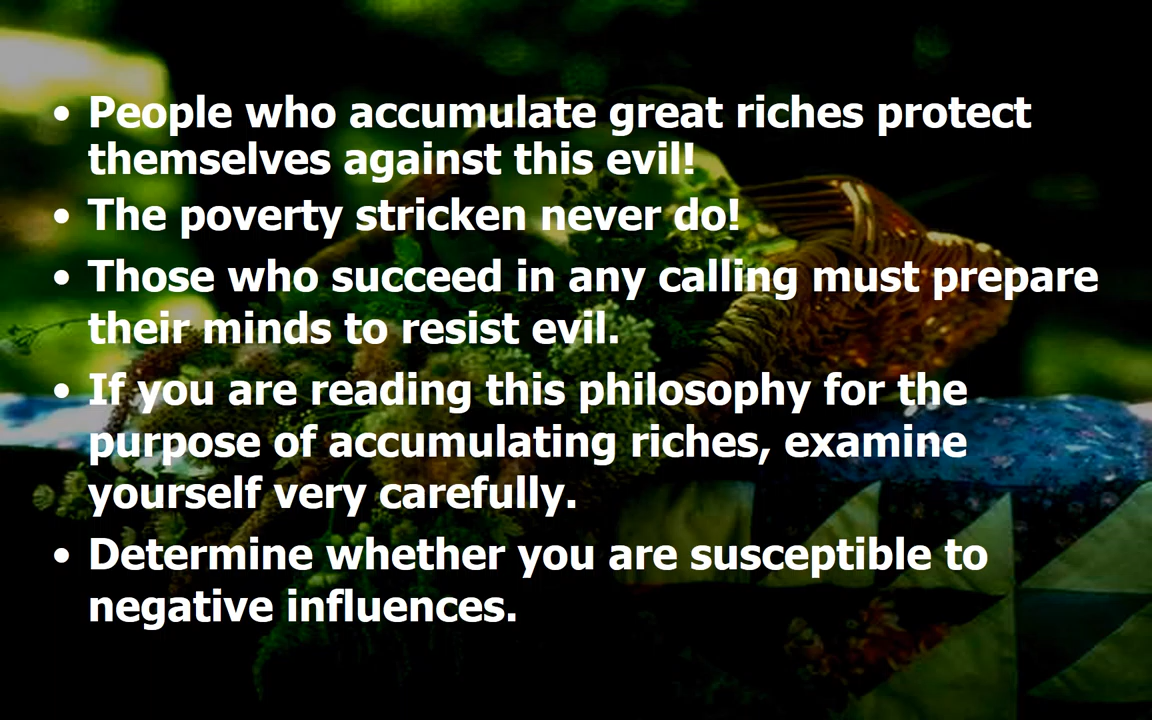 • People who accumulate great riches protect
themselves against this evil!
• The poverty stricken never do!
• Those who succeed in any calling must prepare
their minds to resist evil.
• If you are reading this philosophy for the
purpose of accumulating riches, examine
yourself very carefully.
• Determine whether you are susceptible to
negative influences.